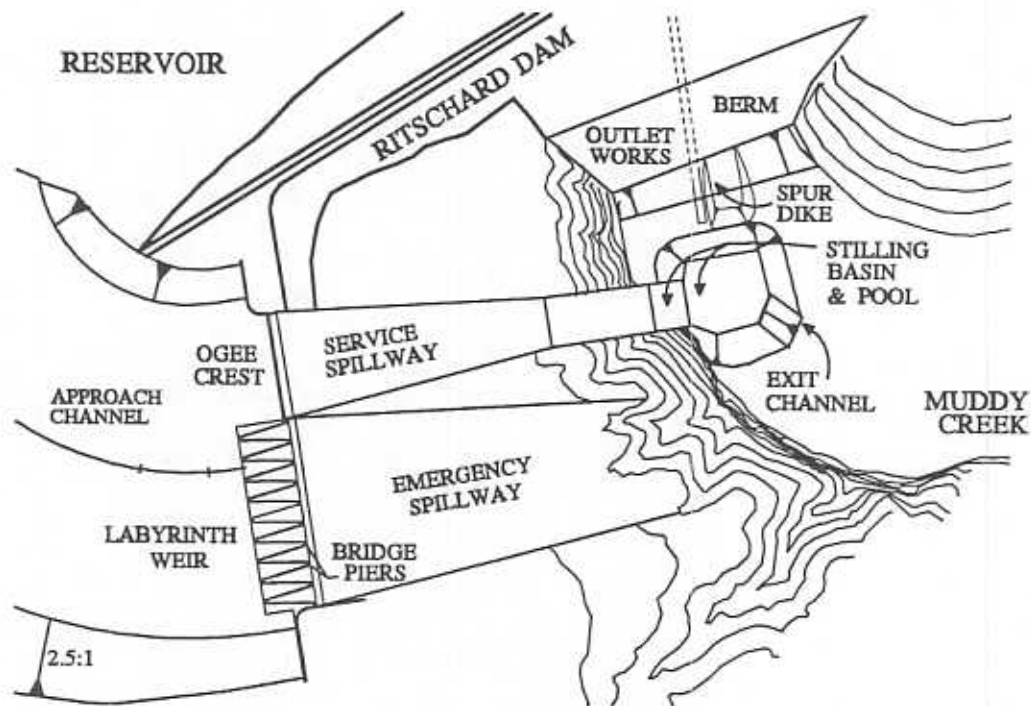 RESERVOIR
RITSCHARD DAM
BERM
OUTLET
WORKS
SPUR
DIKE
STILLING
BASIN
& POOL
SERVICE
SPILLWAY
OGEE
CREST
APPROACH
CHANNEL
EXIT
CHANNEL
MUDDY
CREEK
EMERGENCY
SPILLWAY
LABYRINTH
WEIR
BRIDGE
PIERS
2.5:1